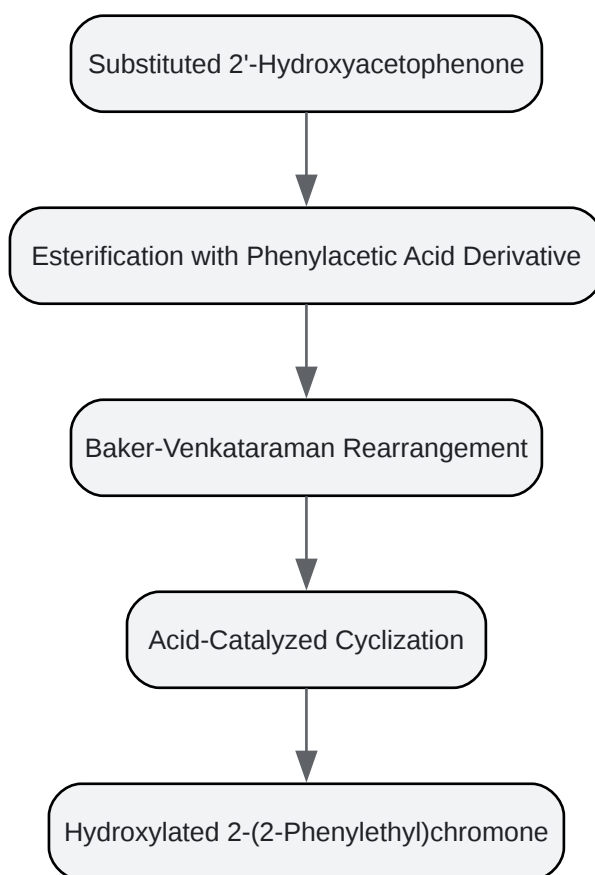 Substituted 2'-Hydroxyacetophenone
Esterification with Phenylacetic Acid Derivative
Baker-Venkataraman Rearrangement
Acid-Catalyzed Cyclization
Hydroxylated 2-(2-Phenylethyl)chromone